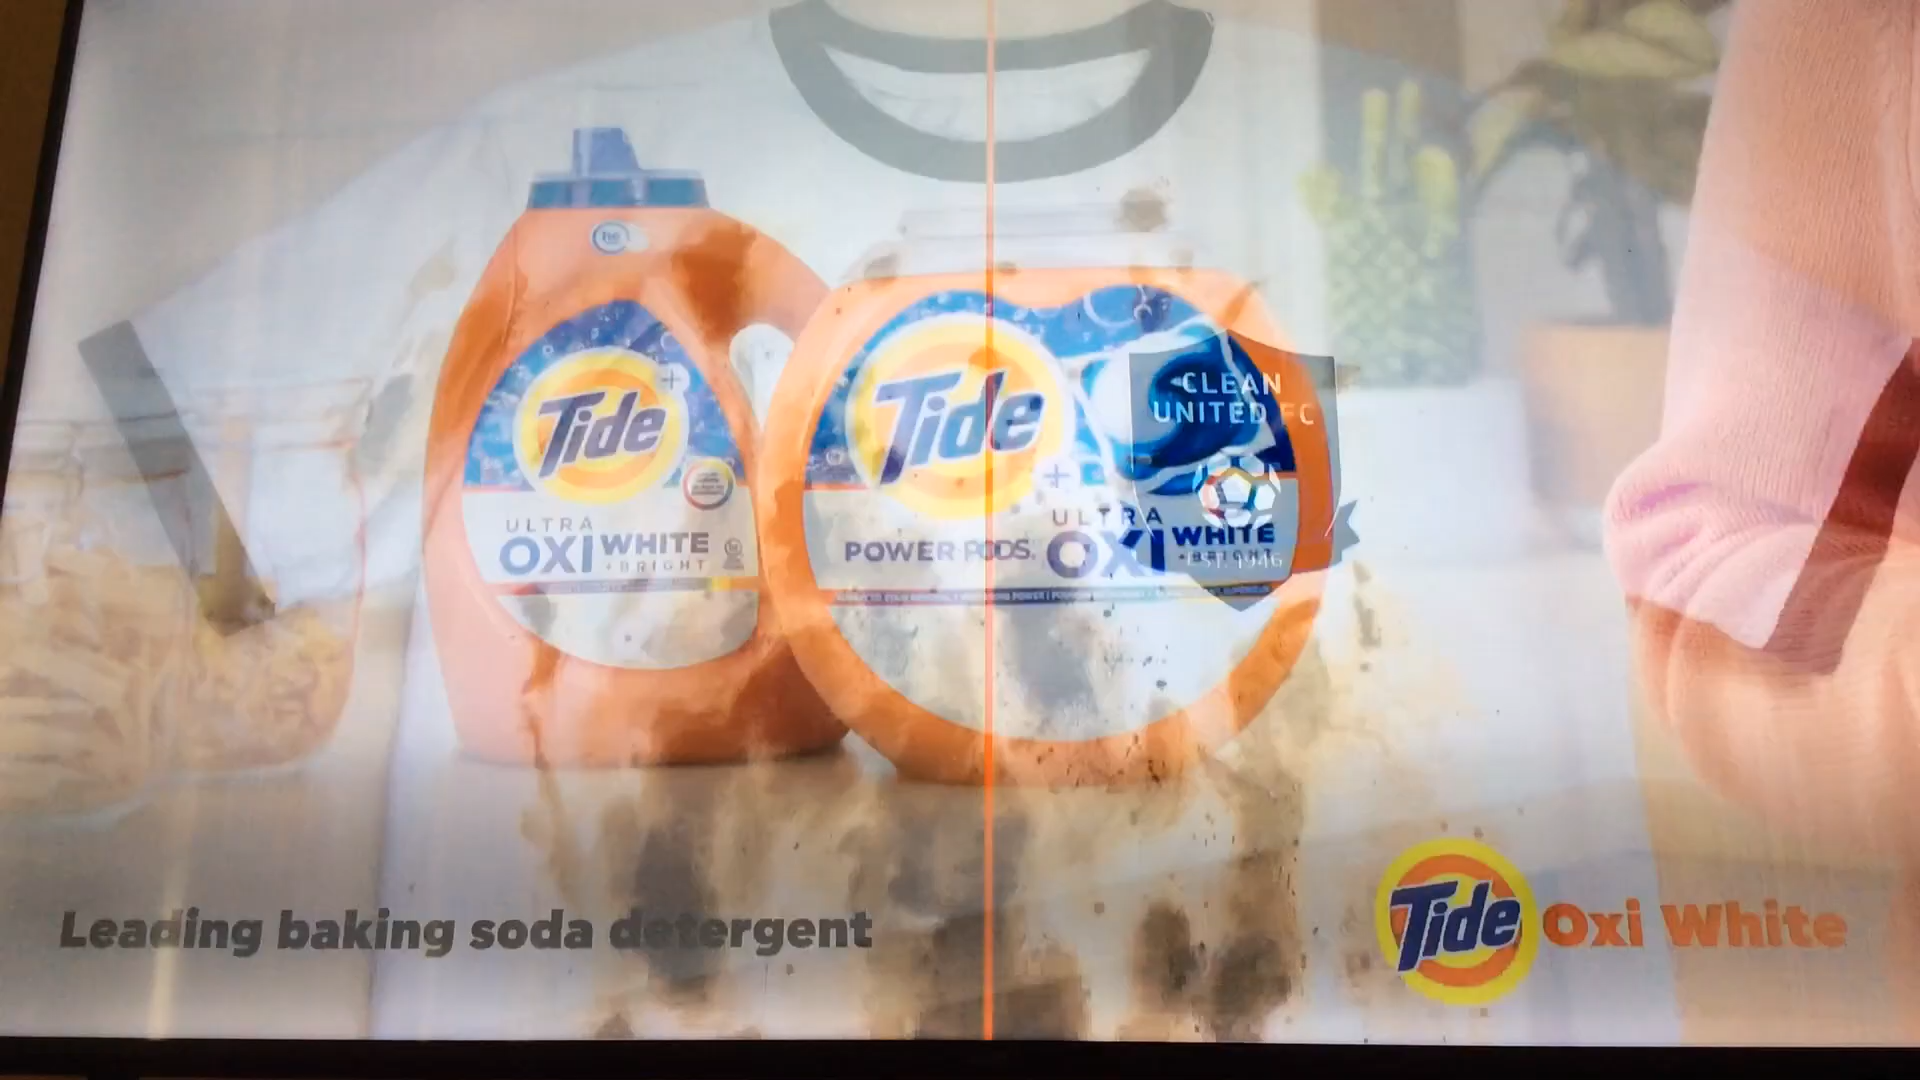 he
Tide
+
ULTRA
OXI WHITE
+BRIGHT
Tide
+
POWER PODS.
ULTRA
OXI WHITE
+BRIGHT
CLEAN
UNITED FC
EST. 1946
Leading baking soda detergent
Tide Oxi White